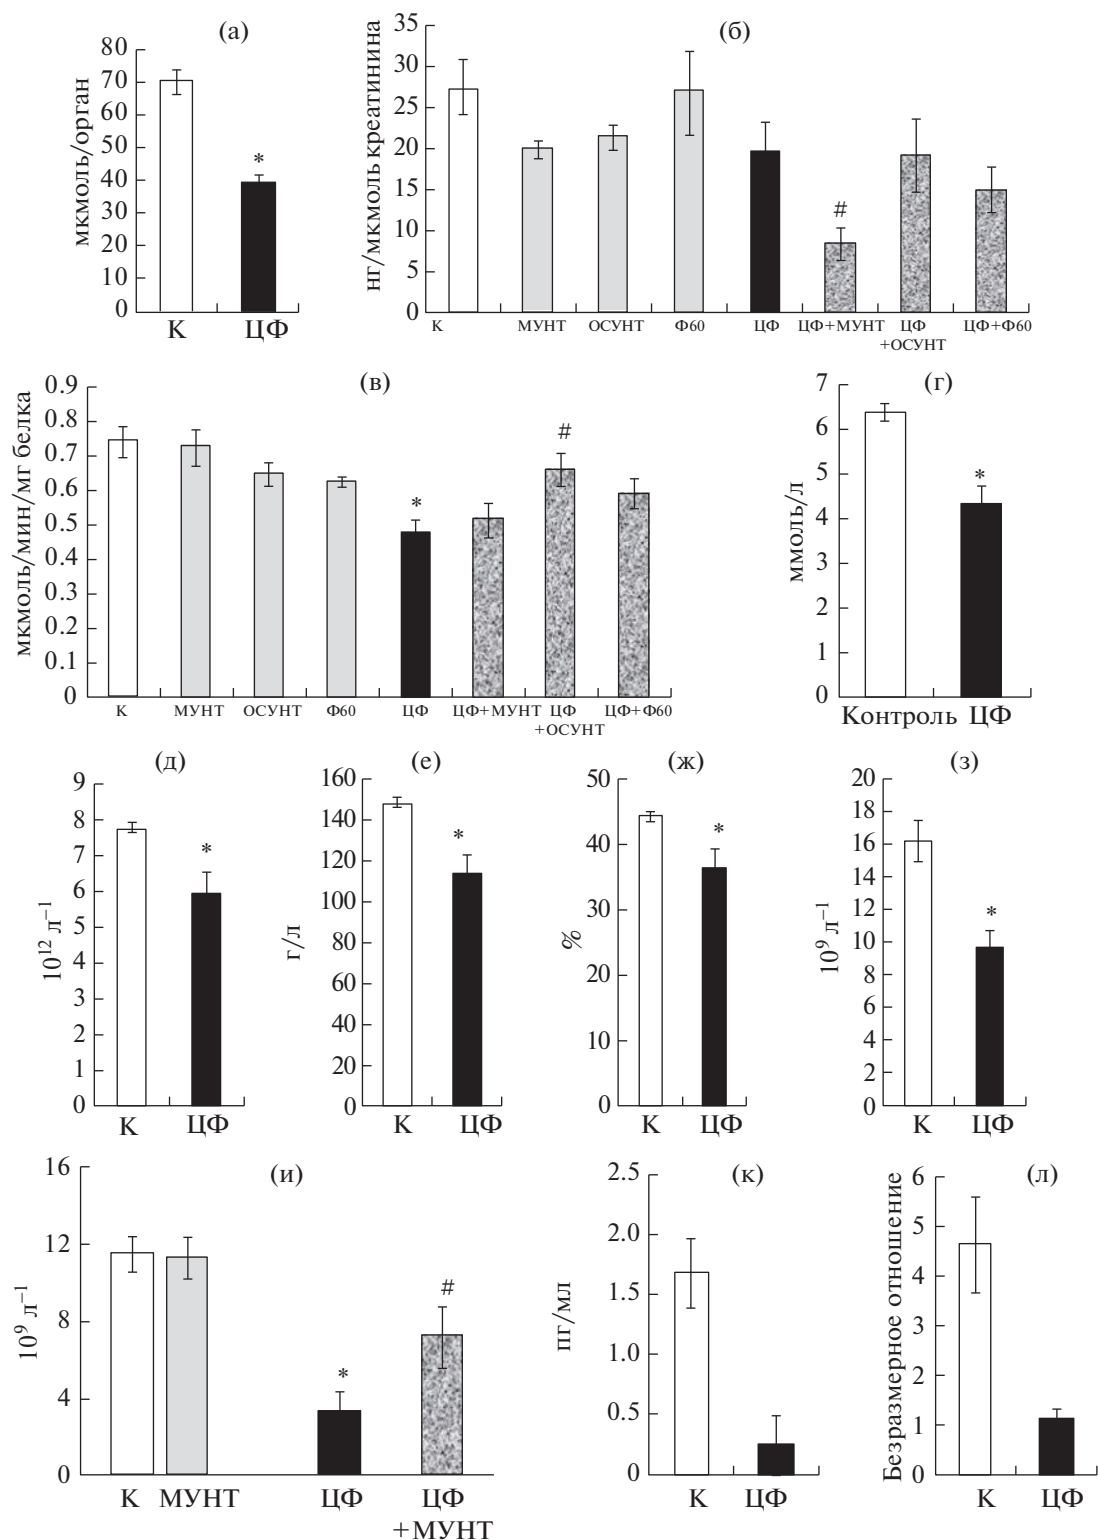 (а)
мкмоль/орган
80
70
60
50
40
30
20
10
0
*
К ЦФ
(б)
нг/мкмоль креатинина
35
30
25
20
15
10
5
0
#
К МУНТ ОСУНТ Ф60 ЦФ ЦФ+МУНТ ЦФ ЦФ+Ф60
+ОСУНТ
(в)
мкмоль/мин/мг белка
0.9
0.8
0.7
0.6
0.5
0.4
0.3
0.2
0.1
0
*
#
К МУНТ ОСУНТ Ф60 ЦФ ЦФ+МУНТ ЦФ ЦФ+Ф60
+ОСУНТ
(г)
ммоль/л
7
6
5
4
3
2
1
0
*
Контроль ЦФ
(д)
10¹² л⁻¹
9
8
7
6
5
4
3
2
1
0
*
К ЦФ
(е)
г/л
160
140
120
100
80
60
40
20
0
*
К ЦФ
(ж)
%
50
40
30
20
10
0
*
К ЦФ
(з)
10⁹ л⁻¹
20
18
16
14
12
10
8
6
4
2
0
*
К ЦФ
(и)
10⁹ л⁻¹
16
12
8
4
0
*
#
К МУНТ ЦФ ЦФ
+МУНТ
(к)
пг/мл
2.5
2.0
1.5
1.0
0.5
0
К ЦФ
(л)
Безразмерное отношение
6
5
4
3
2
1
0
К ЦФ